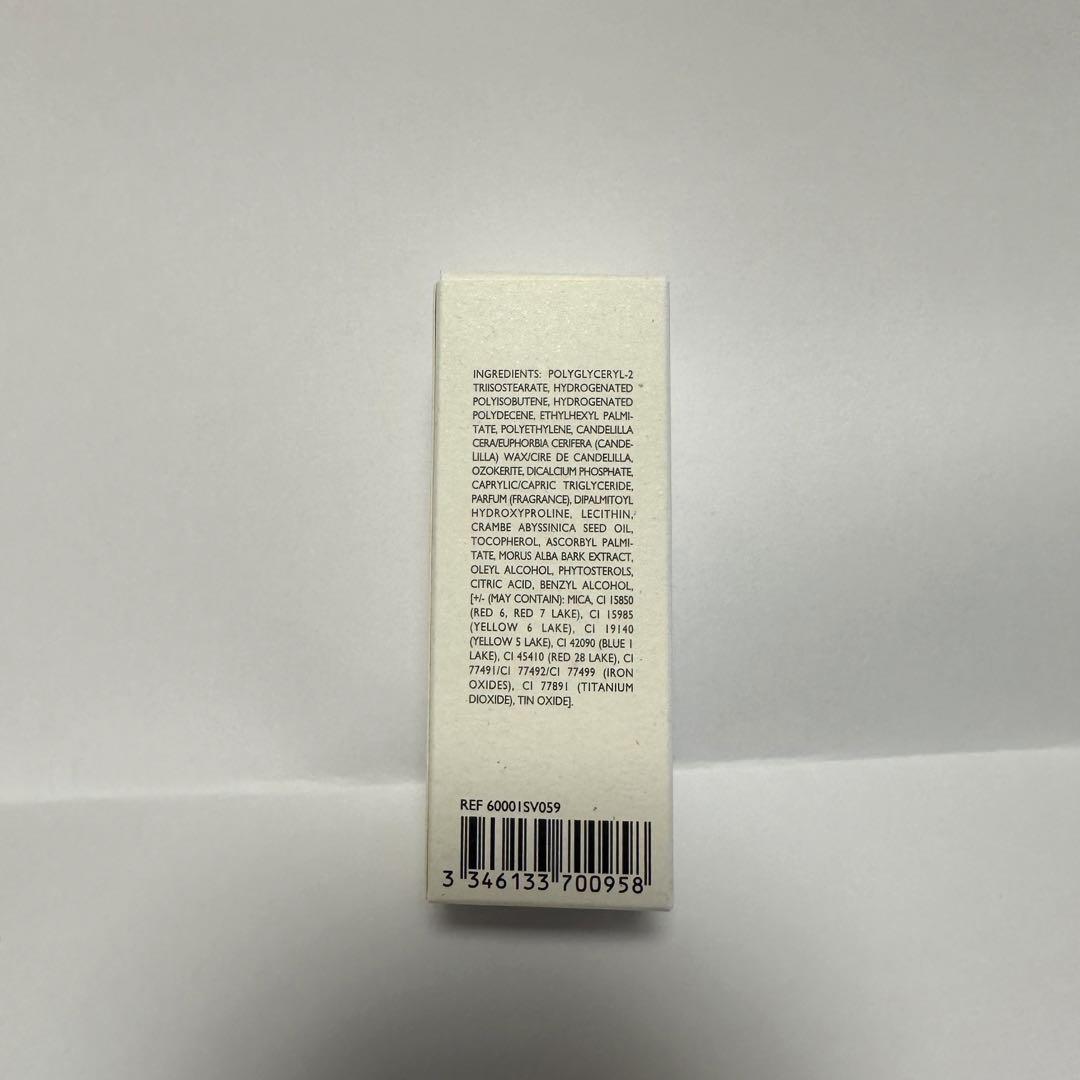 INGREDIENTS: POLYGLYCERYL-2
TRIISOSTEARATE, HYDROGENATED
POLYISOBUTENE, HYDROGENATED
POLYDECENE, ETHYLHEXYL PALMI-
TATE, POLYETHYLENE, CANDELILLA
CERA/EUPHORBIA CERIFERA (CANDE-
LILLA) WAX/CIRE DE CANDELILLA,
OZOKERITE, DICALCIUM PHOSPHATE,
CAPRYLIC/CAPRIC TRIGLYCERIDE,
PARFUM (FRAGRANCE), DIPALMITOYL
HYDROXYPROLINE, LECITHIN,
CRAMBE ABYSSINICA SEED OIL,
TOCOPHEROL, ASCORBYL PALMI-
TATE, MORUS ALBA BARK EXTRACT,
OLEYL ALCOHOL, PHYTOSTEROLS,
CITRIC ACID, BENZYL ALCOHOL,
[+/- (MAY CONTAIN): MICA, CI 15850
(RED 6, RED 7 LAKE), CI 15985
(YELLOW 6 LAKE), CI 19140
(YELLOW 5 LAKE), CI 42090 (BLUE 1
LAKE), CI 45410 (RED 28 LAKE), CI
77491/CI 77492/CI 77499 (IRON
OXIDES), CI 77891 (TITANIUM
DIOXIDE), TIN OXIDE].
REF 60001SV059
3 346133 700958